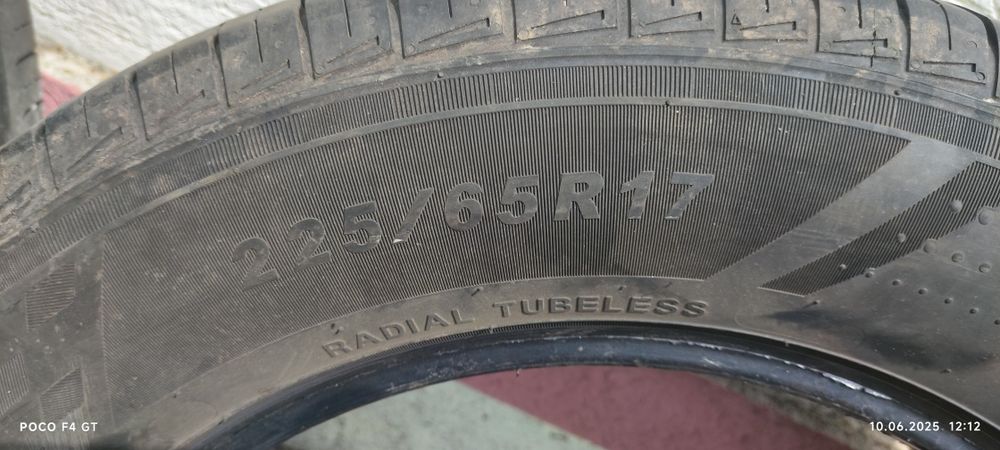 225/65R17
RADIAL TUBELESS
POCO F4 GT
10.06.2025 12:12